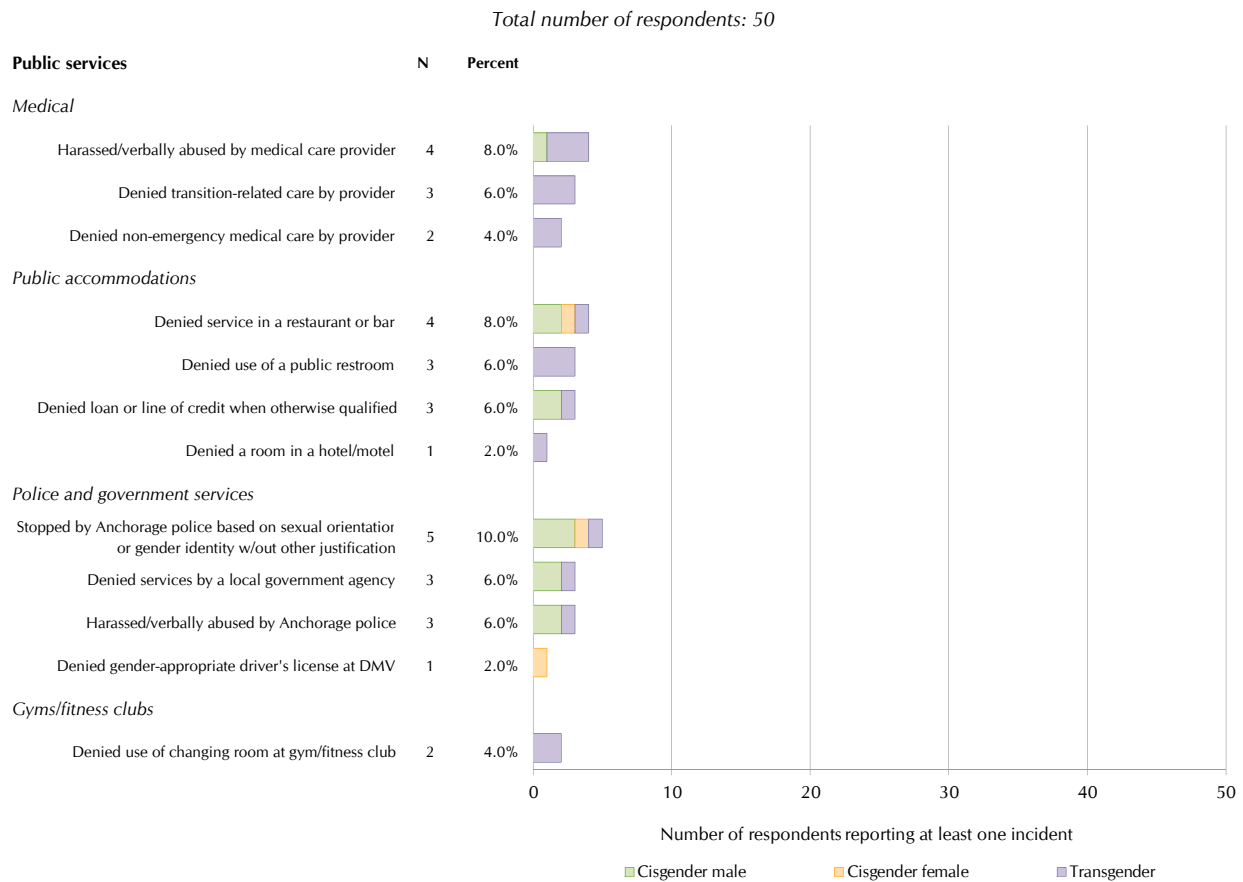 Total number of respondents: 50
Public services N Percent
Medical
Harassed/verbally abused by medical care provider 4 8.0%
Denied transition-related care by provider 3 6.0%
Denied non-emergency medical care by provider 2 4.0%
Public accommodations
Denied service in a restaurant or bar 4 8.0%
Denied use of a public restroom 3 6.0%
Denied loan or line of credit when otherwise qualified 3 6.0%
Denied a room in a hotel/motel 1 2.0%
Police and government services
Stopped by Anchorage police based on sexual orientation
or gender identity w/out other justification 5 10.0%
Denied services by a local government agency 3 6.0%
Harassed/verbally abused by Anchorage police 3 6.0%
Denied gender-appropriate driver's license at DMV 1 2.0%
Gyms/fitness clubs
Denied use of changing room at gym/fitness club 2 4.0%
0 10 20 30 40 50
Number of respondents reporting at least one incident
Cisgender male Cisgender female Transgender